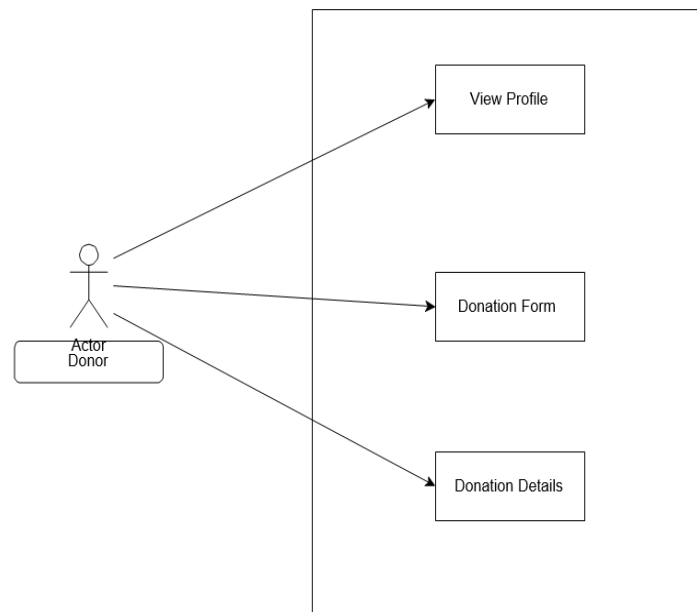 View Profile
Donation Form
Actor
Donor
Donation Details